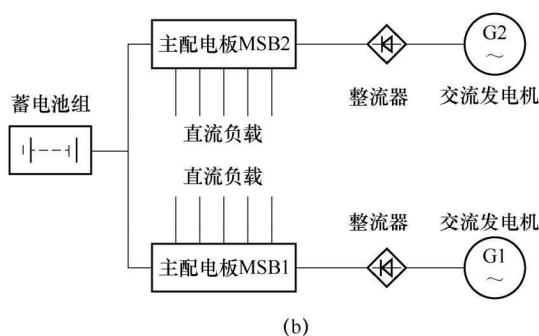 主配电板MSB2
G2
~
蓄电池组
整流器
交流发电机
直流负载
直流负载
整流器
交流发电机
主配电板MSB1
G1
~
(b)